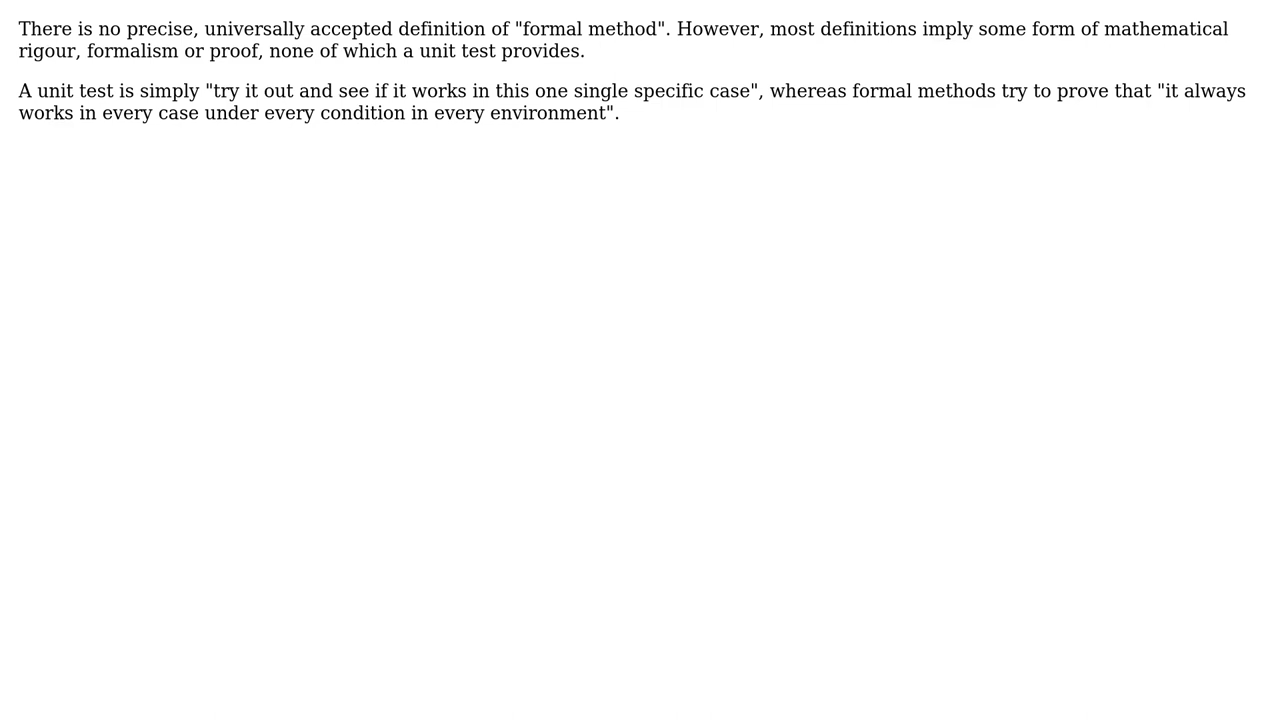 There is no precise, universally accepted definition of "formal method". However, most definitions imply some form of mathematical
rigour, formalism or proof, none of which a unit test provides.
A unit test is simply "try it out and see if it works in this one single specific case", whereas formal methods try to prove that "it always
works in every case under every condition in every environment".